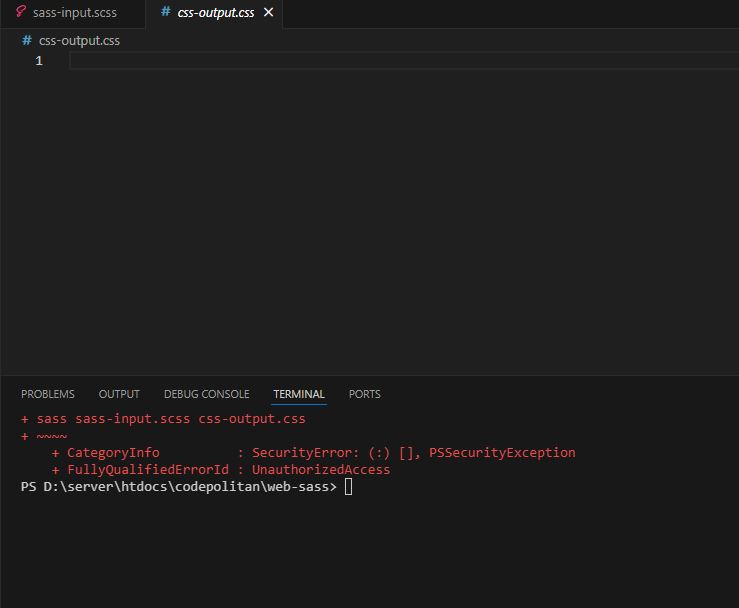 sass-input.scss
# css-output.css
# css-output.css
1
PROBLEMS OUTPUT DEBUG CONSOLE TERMINAL PORTS
+ sass sass-input.scss css-output.css
+ ~~~~
+ CategoryInfo : SecurityError: (:) [], PSSecurityException
+ FullyQualifiedErrorId : UnauthorizedAccess
PS D:\server\htdocs\codepolitan\web-sass>